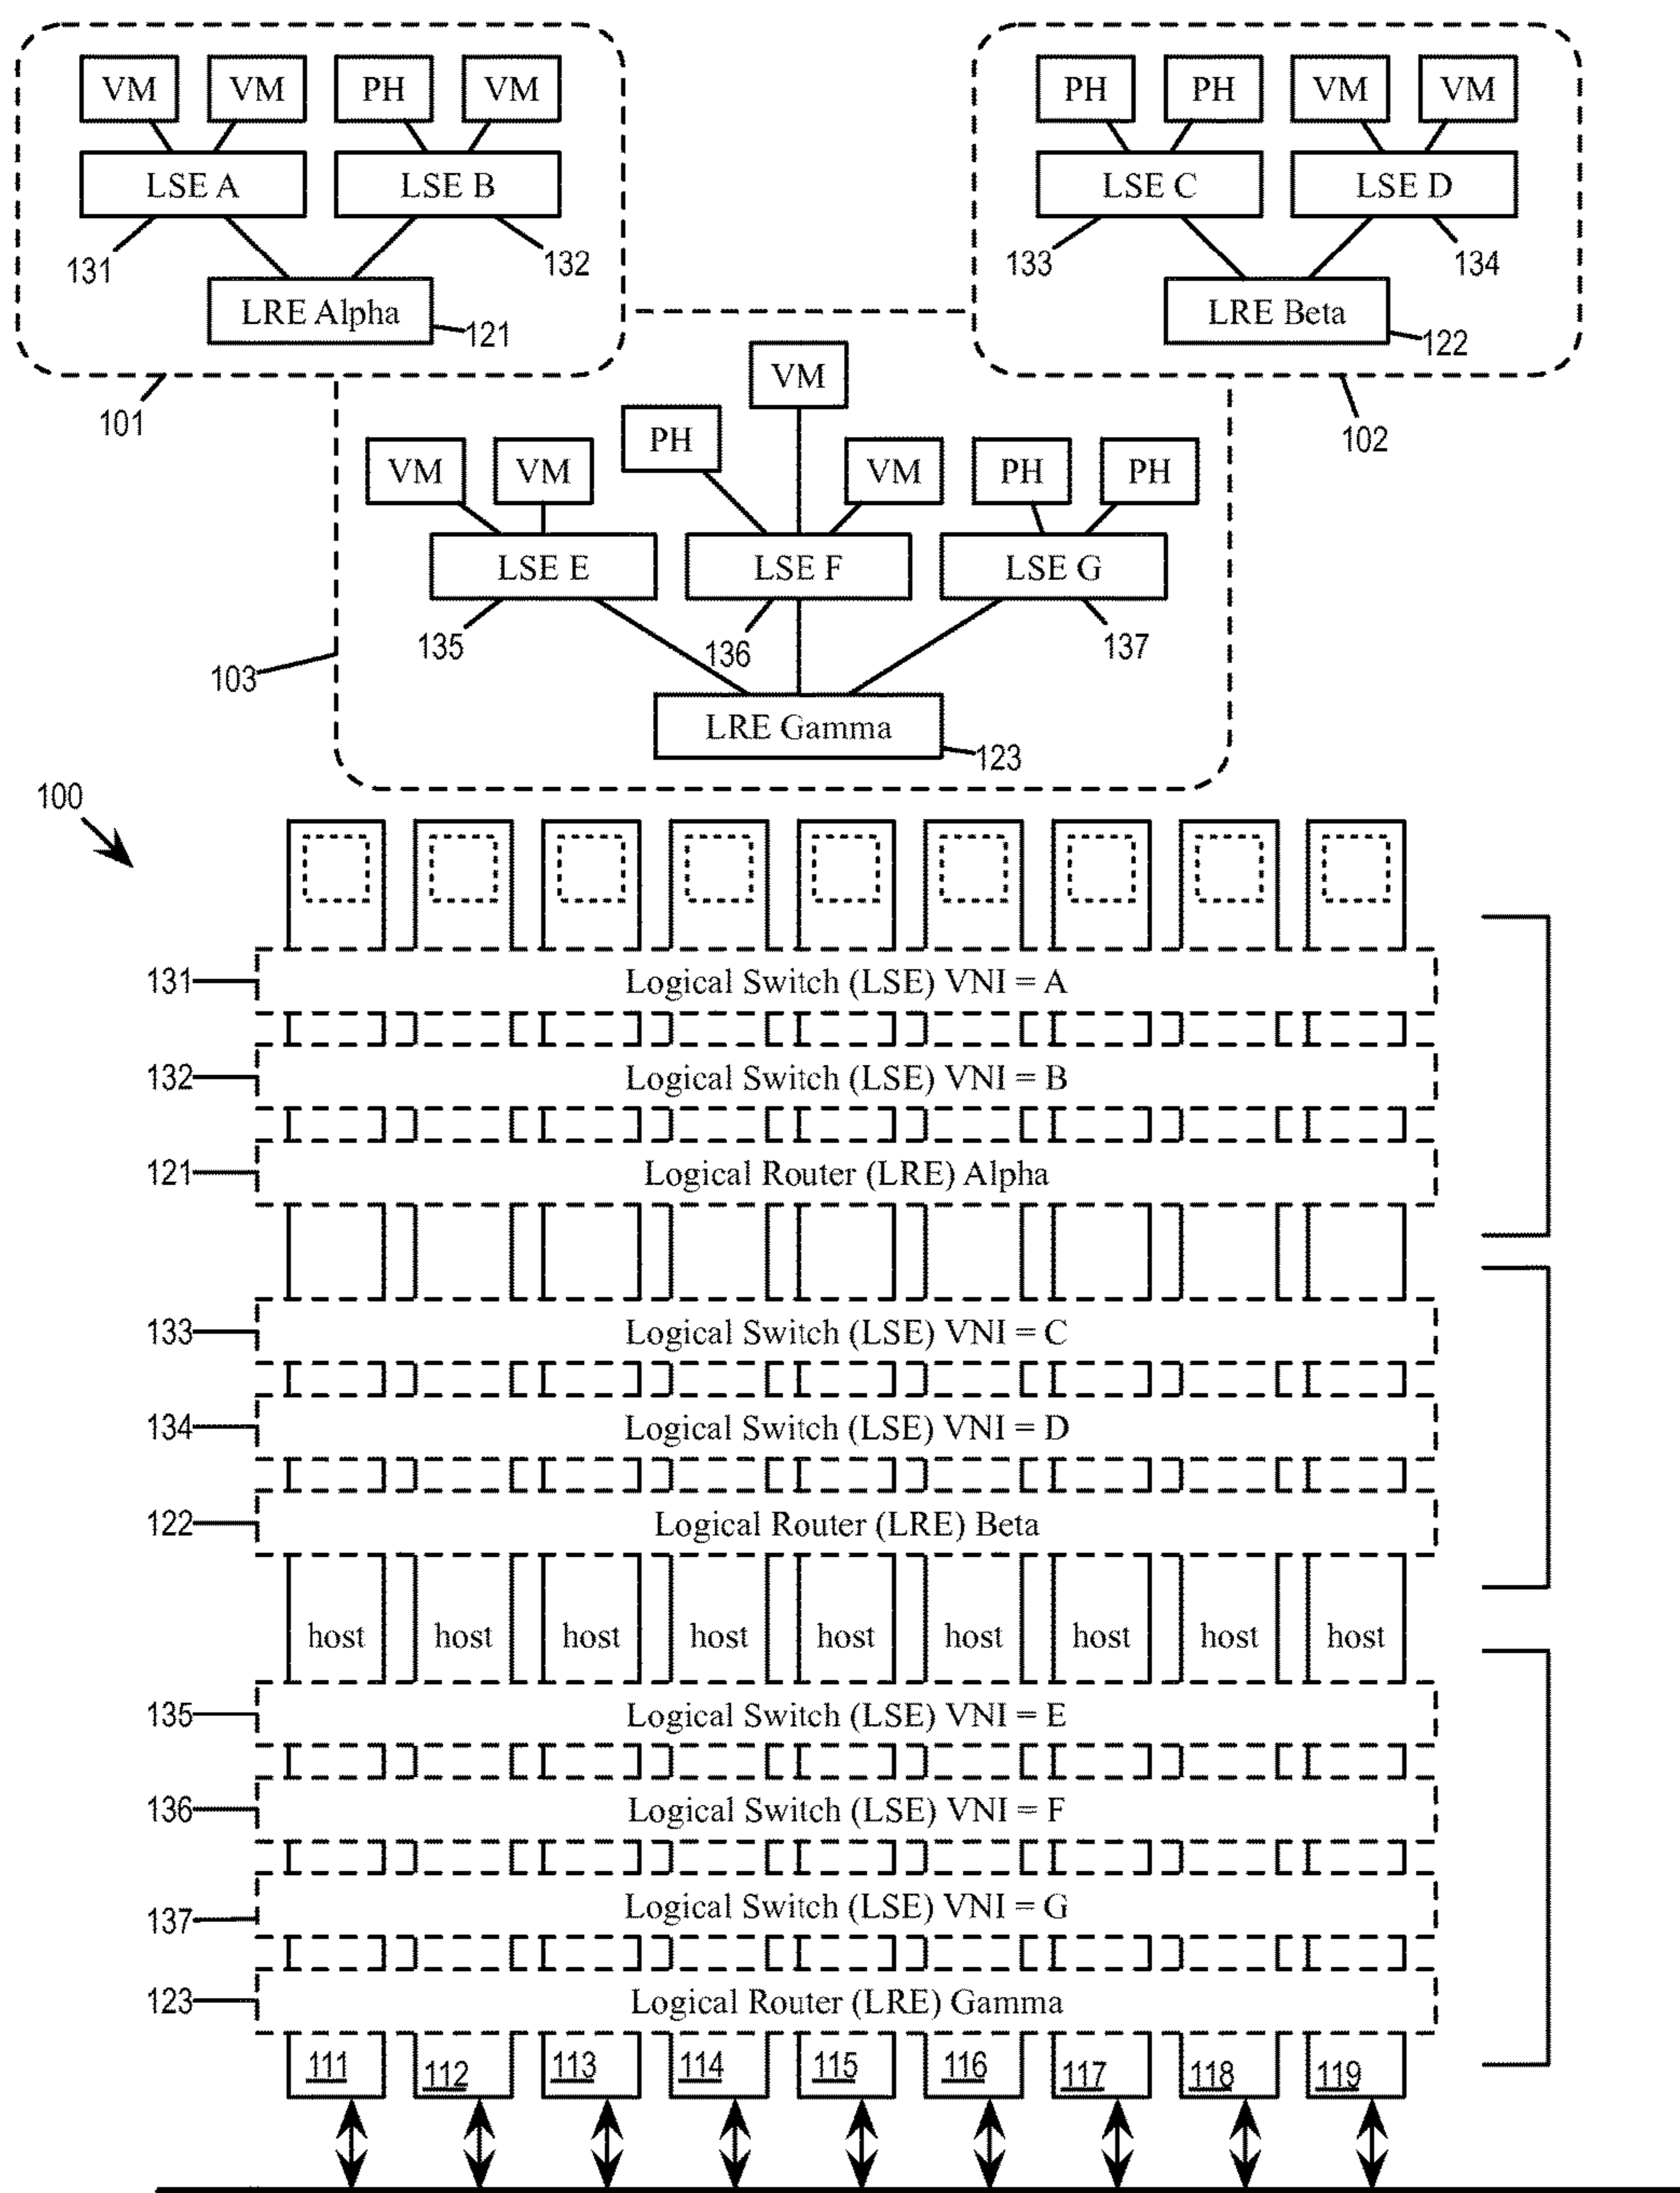 VM VM PH VM PH PH VM VM
LSE A LSE B LSE C LSE D
131 132 133 134
LRE Alpha 121 LRE Beta 122
101 102
VM
PH
VM VM VM PH PH
LSE E LSE F LSE G
135 136 137
103
LRE Gamma 123
100
131 Logical Switch (LSE) VNI = A
132 Logical Switch (LSE) VNI = B
121 Logical Router (LRE) Alpha
133 Logical Switch (LSE) VNI = C
134 Logical Switch (LSE) VNI = D
122 Logical Router (LRE) Beta
host host host host host host host host host
135 Logical Switch (LSE) VNI = E
136 Logical Switch (LSE) VNI = F
137 Logical Switch (LSE) VNI = G
123 Logical Router (LRE) Gamma
111 112 113 114 115 116 117 118 119